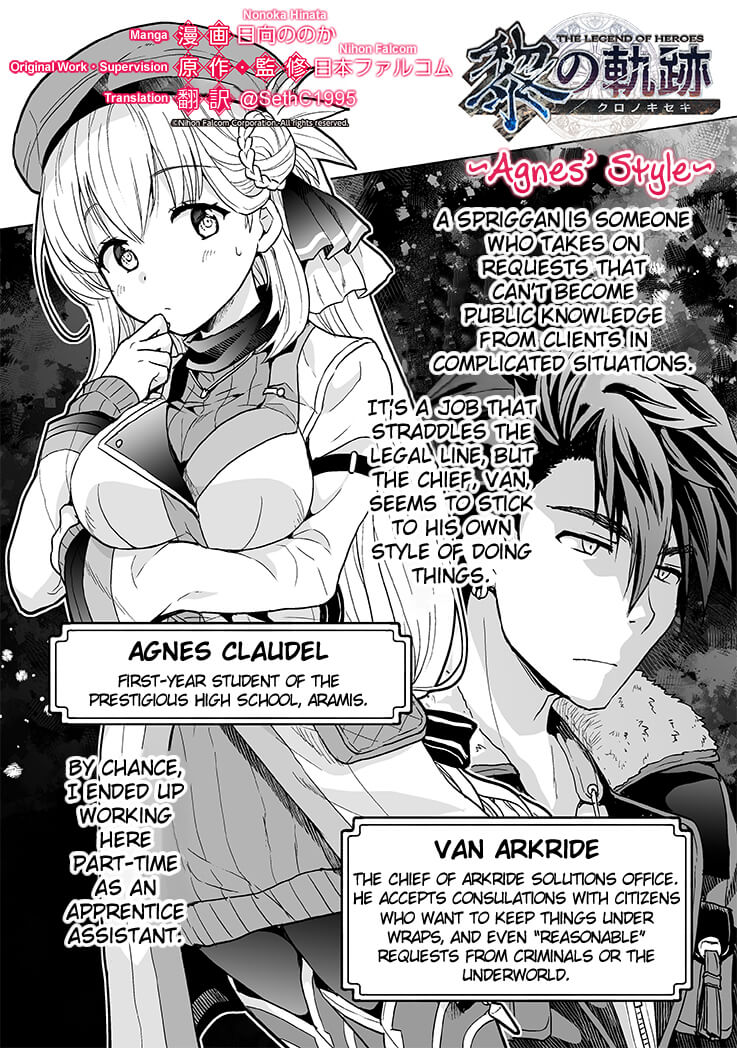 Nonoka Hinata
Manga 漫画 日向ののか
Nihon Falcom
Original Work・Supervision 原作・監修 日本ファルコム
Translation 翻訳 @SethC1995
©Nihon Falcom Corporation. All rights reserved.
THE LEGEND OF HEROES
黎の軌跡
クロノキセキ
~Agnes' Style~
A SPRIGGAN IS SOMEONE
WHO TAKES ON
REQUESTS THAT
CAN'T BECOME
PUBLIC KNOWLEDGE
FROM CLIENTS IN
COMPLICATED SITUATIONS.
IT'S A JOB THAT
STRADDLES THE
LEGAL LINE, BUT
THE CHIEF, VAN,
SEEMS TO STICK
TO HIS OWN
STYLE OF DOING
THINGS.
AGNES CLAUDEL
FIRST-YEAR STUDENT OF THE
PRESTIGIOUS HIGH SCHOOL, ARAMIS.
BY CHANCE,
I ENDED UP
WORKING
HERE
PART-TIME
AS AN
APPRENTICE
ASSISTANT.
VAN ARKRIDE
THE CHIEF OF ARKRIDE SOLUTIONS OFFICE.
HE ACCEPTS CONSULATIONS WITH CITIZENS
WHO WANT TO KEEP THINGS UNDER
WRAPS, AND EVEN "REASONABLE"
REQUESTS FROM CRIMINALS OR THE
UNDERWORLD.